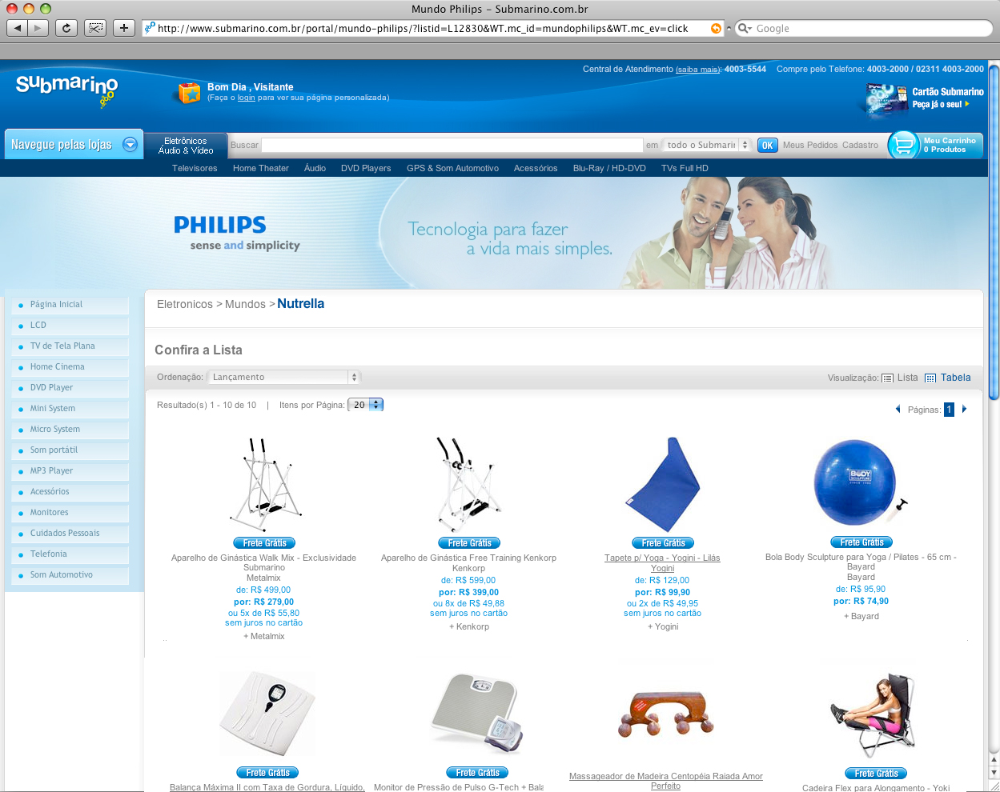 Mundo Philips – Submarino.com.br
http://www.submarino.com.br/portal/mundo-philips/?listid=L12830&WT.mc_id=mundophilips&WT.mc_ev=click
Google
Central de Atendimento (saiba mais): 4003-5544 Compre pelo Telefone: 4003-2000 / 02311 4003-2000
submarino
Bom Dia , Visitante
(Faça o login para ver sua página personalizada)
Cartão Submarino
Peça já o seu!
Navegue pelas lojas
Eletrônicos
Áudio & Vídeo
Buscar em todo o Submari OK Meus Pedidos Cadastro
Meu Carrinho
0 Produtos
Televisores Home Theater Áudio DVD Players GPS & Som Automotivo Acessórios Blu-Ray / HD-DVD TVs Full HD
PHILIPS
sense and simplicity
Tecnologia para fazer
a vida mais simples.
Página Inicial
LCD
TV de Tela Plana
Home Cinema
DVD Player
Mini System
Micro System
Som portátil
MP3 Player
Acessórios
Monitores
Cuidados Pessoais
Telefonia
Som Automotivo
Eletronicos > Mundos > Nutrella
Confira a Lista
Ordenação: Lançamento
Visualização: Lista Tabela
Resultado(s) 1 - 10 de 10 | Itens por Página: 20
Páginas: 1
Frete Grátis
Aparelho de Ginástica Walk Mix - Exclusividade
Submarino
Metalmix
de: R$ 499,00
por: R$ 279,00
ou 5x de R$ 55,80
sem juros no cartão
+ Metalmix
Frete Grátis
Aparelho de Ginástica Free Training Kenkorp
Kenkorp
de: R$ 599,00
por: R$ 399,00
ou 8x de R$ 49,88
sem juros no cartão
+ Kenkorp
Frete Grátis
Tapete p/ Yoga - Yogini - Lilás
Yogini
de: R$ 129,00
por: R$ 99,90
ou 2x de R$ 49,95
sem juros no cartão
+ Yogini
BODY
SCULPTURE
Frete Grátis
Bola Body Sculpture para Yoga / Pilates - 65 cm -
Bayard
Bayard
de: R$ 95,90
por: R$ 74,90
+ Bayard
Frete Grátis
Balança Máxima II com Taxa de Gordura, Líquido,
Frete Grátis
Monitor de Pressão de Pulso G-Tech + Bala
Massageador de Madeira Centopéia Raiada Amor
Perfeito
Frete Grátis
Cadeira Flex para Alongamento - Yoki